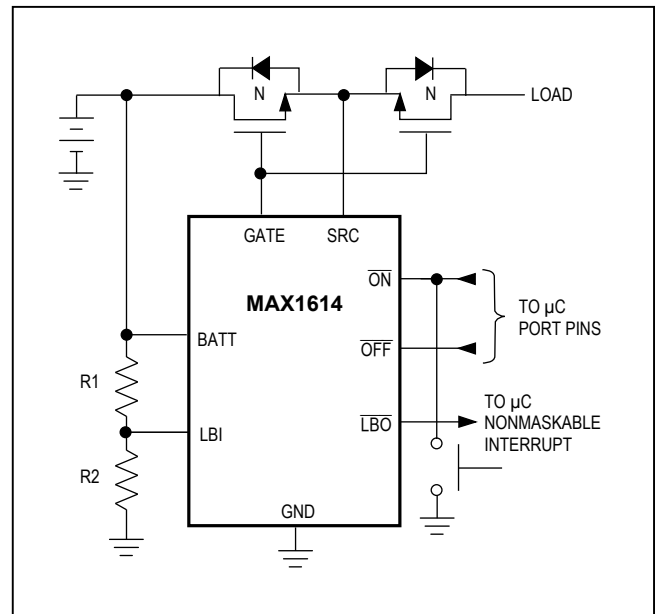 N
N
LOAD
GATE
SRC
MAX1614
ON
BATT
TO µC
PORT PINS
OFF
R1
TO µC
LBO
NONMASKABLE
LBI
INTERRUPT
R2
GND